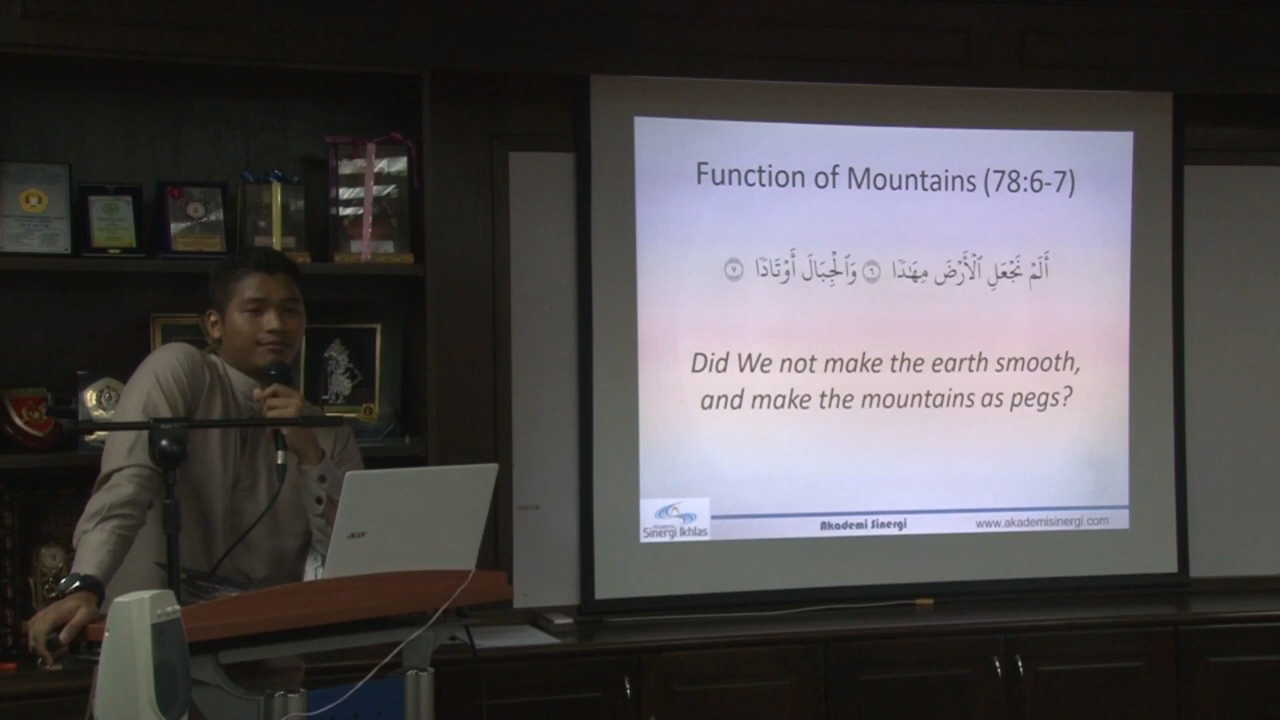 Function of Mountains (78:6-7)
أَلَمْ نَجْعَلِ ٱلْأَرْضَ مِهَٰدًا ۝٦ وَٱلْجِبَالَ أَوْتَادًا ۝٧
Did We not make the earth smooth,
and make the mountains as pegs?
Sinergi Ikhlas
Akademi Sinergi
www.akademisinergi.com
acer